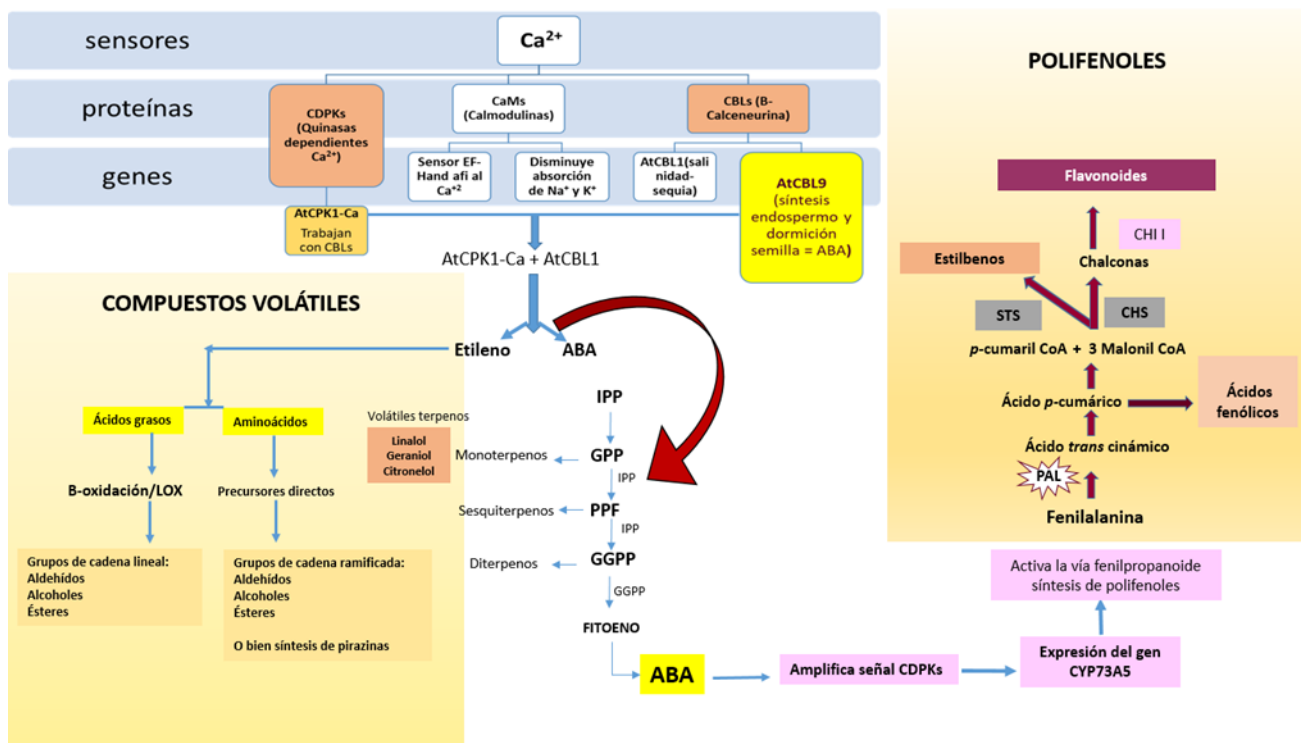 sensores
Ca²⁺
proteínas
CDPKs
(Quinasas
dependientes
Ca²⁺)
CaMs
(Calmodulinas)
CBLs (B-
Calceneurina)
genes
Sensor EF-
Hand afi al
Ca⁺²
Disminuye
absorción
de Na⁺ y K⁺
AtCBL1(sali
nidad-
sequia)
AtCBL9
(síntesis
endospermo y
dormición
semilla = ABA)
AtCPK1-Ca
Trabajan
con CBLs
AtCPK1-Ca + AtCBL1
Etileno
ABA
COMPUESTOS VOLÁTILES
Ácidos grasos
Aminoácidos
B-oxidación/LOX
Precursores directos
Grupos de cadena lineal:
Aldehídos
Alcoholes
Ésteres
Grupos de cadena ramificada:
Aldehídos
Alcoholes
Ésteres
O bien síntesis de pirazinas
Volátiles terpenos
Linalol
Geraniol
Citronelol
IPP
Monoterpenos
GPP
IPP
Sesquiterpenos
PPF
IPP
Diterpenos
GGPP
GGPP
FITOENO
ABA
Amplifica señal CDPKs
Expresión del gen
CYP73A5
Activa la vía fenilpropanoide
síntesis de polifenoles
POLIFENOLES
Flavonoides
CHI I
Estilbenos
Chalconas
STS
CHS
p-cumaril CoA + 3 Malonil CoA
Ácido p-cumárico
Ácidos
fenólicos
Ácido trans cinámico
PAL
Fenilalanina